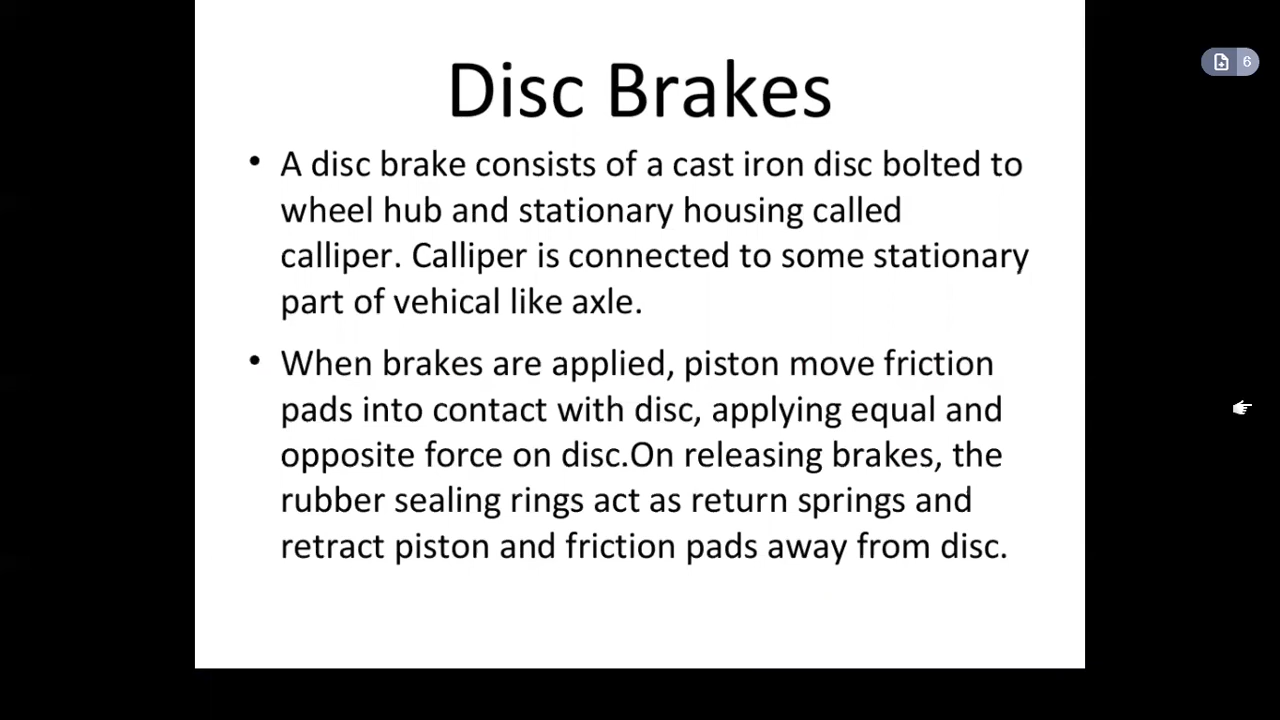 Disc Brakes
• A disc brake consists of a cast iron disc bolted to
wheel hub and stationary housing called
calliper. Calliper is connected to some stationary
part of vehical like axle.
• When brakes are applied, piston move friction
pads into contact with disc, applying equal and
opposite force on disc.On releasing brakes, the
rubber sealing rings act as return springs and
retract piston and friction pads away from disc.
6